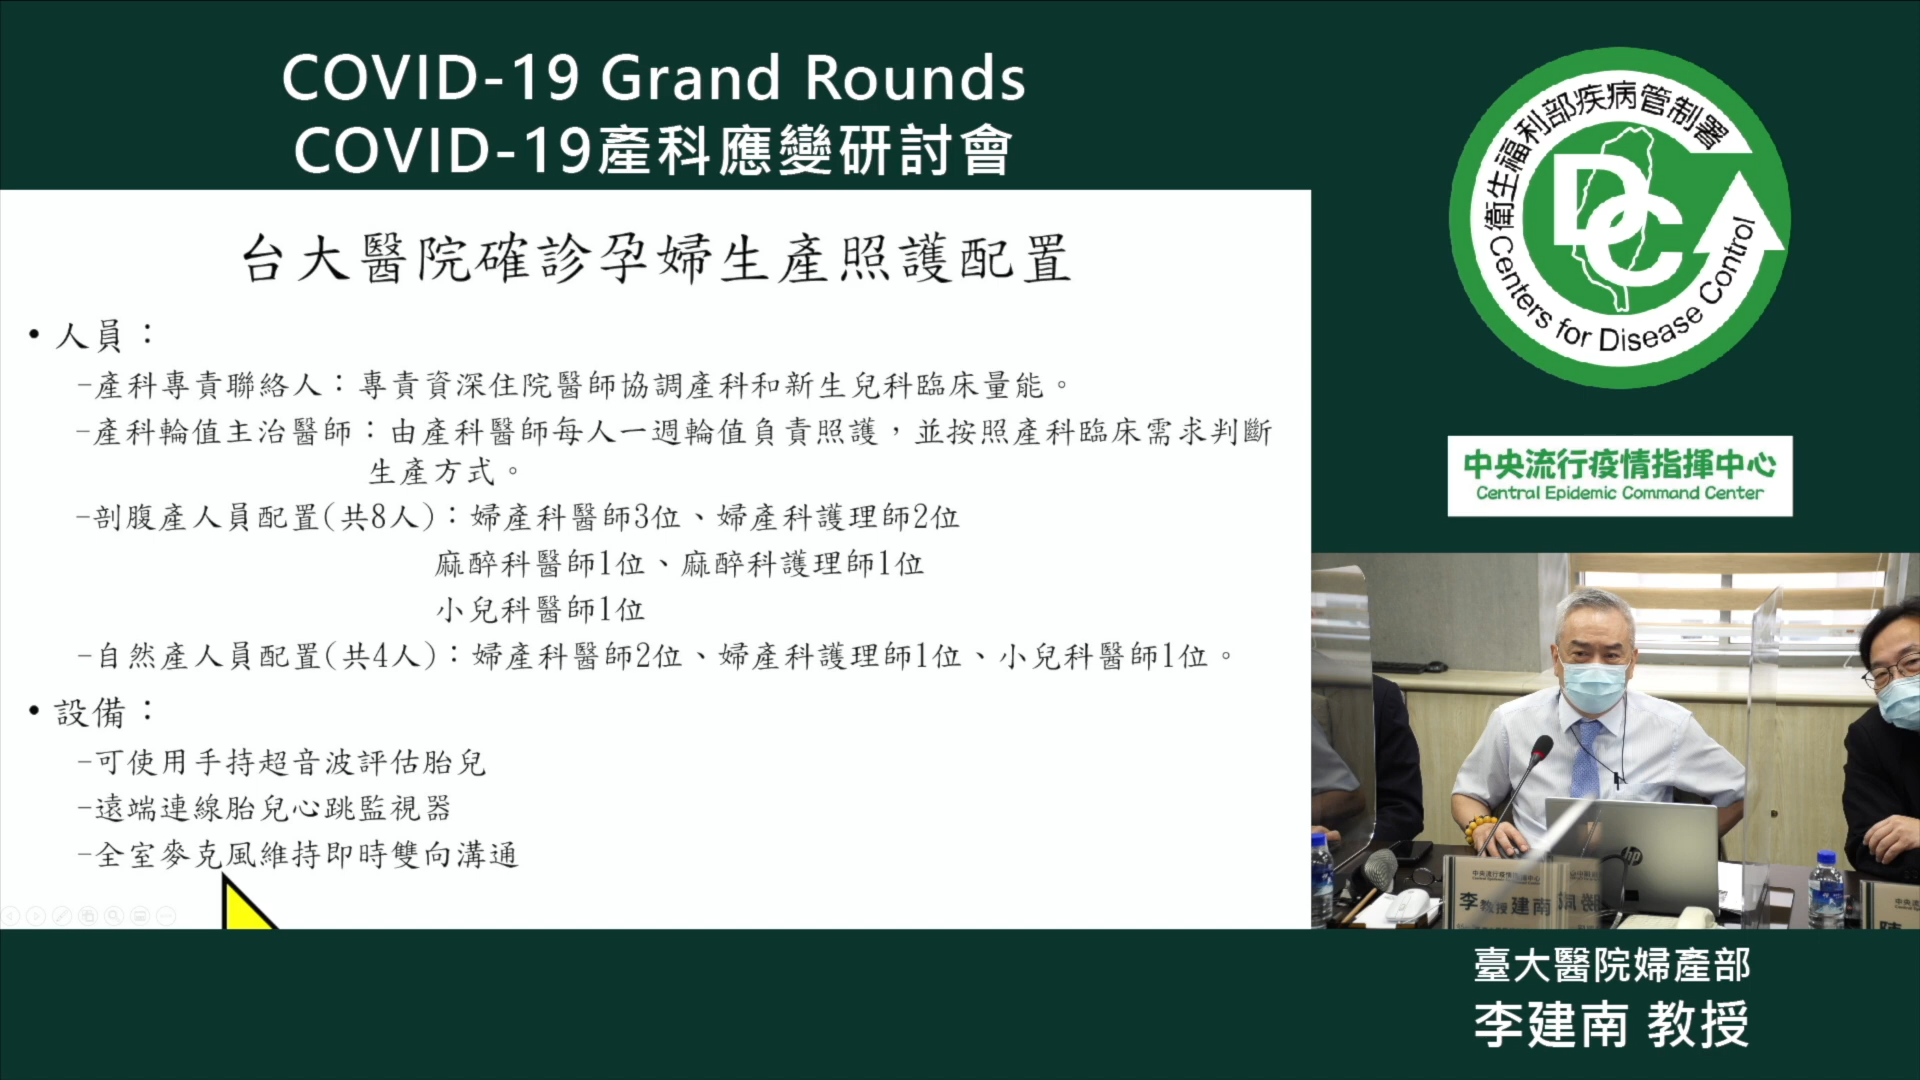 COVID-19 Grand Rounds
COVID-19產科應變研討會
台大醫院確診孕婦生產照護配置
• 人員：
-產科專責聯絡人：專責資深住院醫師協調產科和新生兒科臨床量能。
-產科輪值主治醫師：由產科醫師每人一週輪值負責照護，並按照產科臨床需求判斷
生產方式。
-剖腹產人員配置(共8人)：婦產科醫師3位、婦產科護理師2位
麻醉科醫師1位、麻醉科護理師1位
小兒科醫師1位
-自然產人員配置(共4人)：婦產科醫師2位、婦產科護理師1位、小兒科醫師1位。
• 設備：
-可使用手持超音波評估胎兒
-遠端連線胎兒心跳監視器
-全室麥克風維持即時雙向溝通
衛生福利部疾病管制署
DC
Centers for Disease Control
中央流行疫情指揮中心
Central Epidemic Command Center
hp
李教授建南
臺大醫院婦產部
李建南 教授